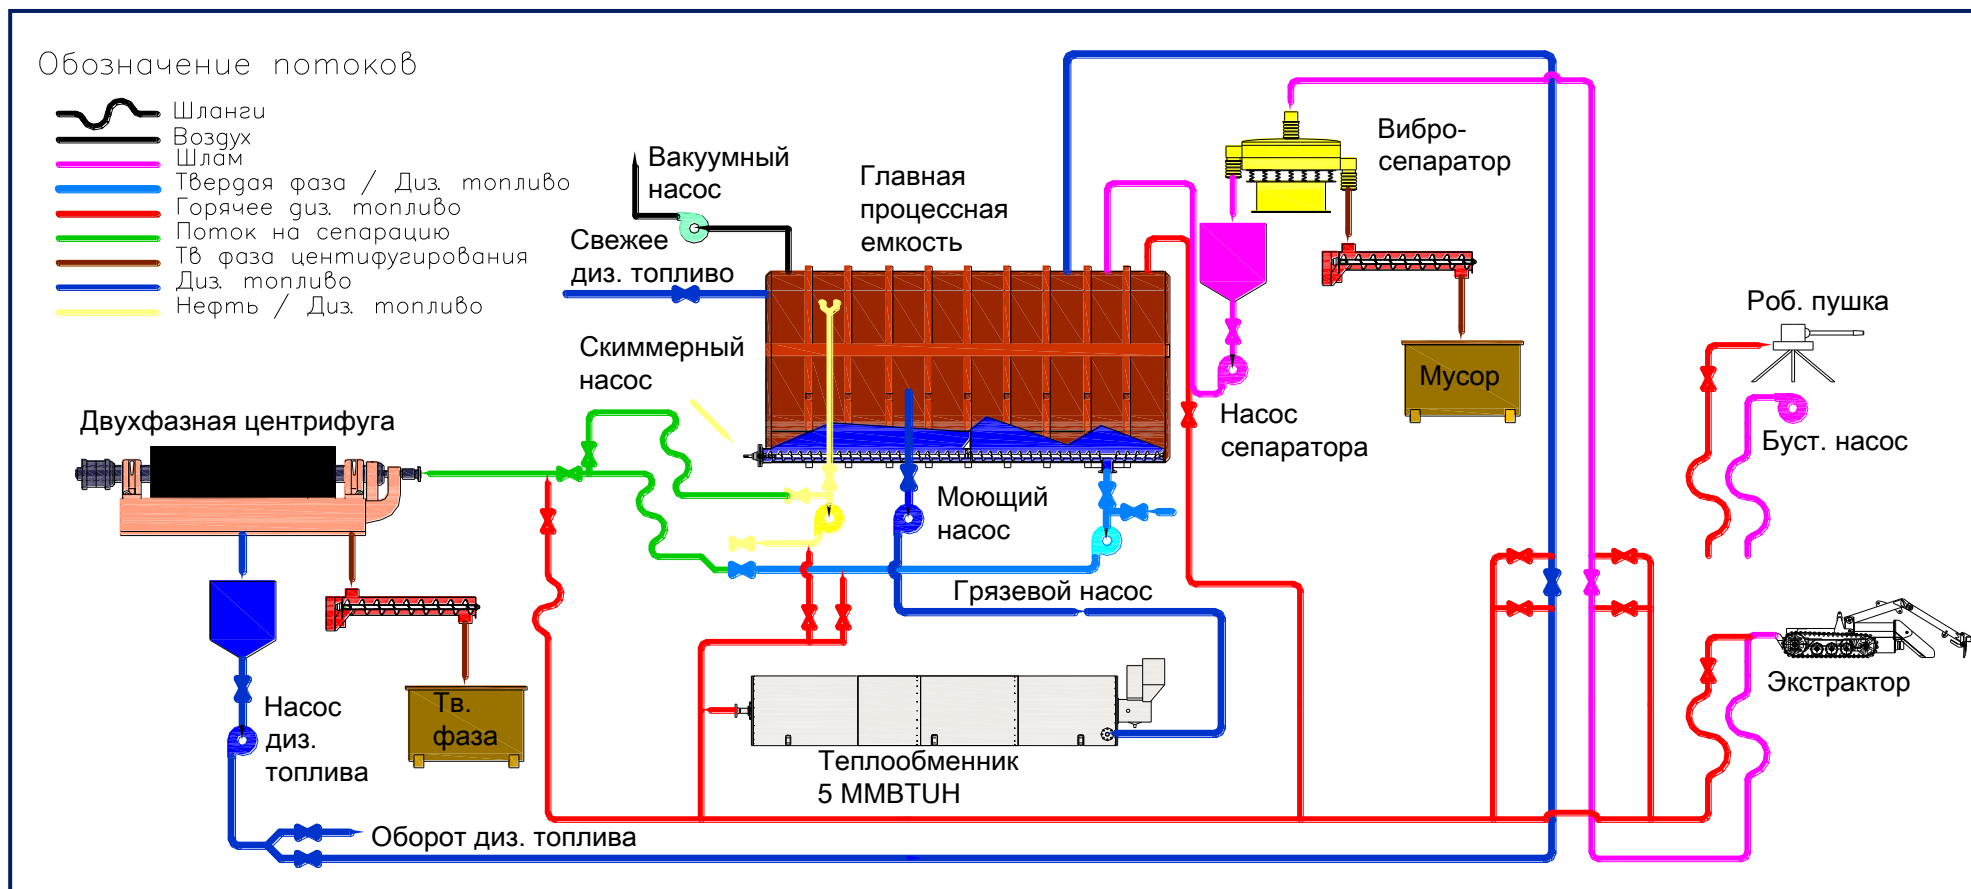 Обозначение потоков
Шланги
Воздух
Шлам
Твердая фаза / Диз. топливо
Горячее диз. топливо
Поток на сепарацию
Тв фаза центифугирования
Диз. топливо
Нефть / Диз. топливо
Вакуумный
насос
Свежее
диз. топливо
Главная
процессная
емкость
Вибро-
сепаратор
Скиммерный
насос
Роб. пушка
Мусор
Насос
сепаратора
Буст. насос
Двухфазная центрифуга
Моющий
насос
Грязевой насос
Экстрактор
Насос
диз.
топлива
Тв.
фаза
Теплообменник
5 MMBTUH
Оборот диз. топлива